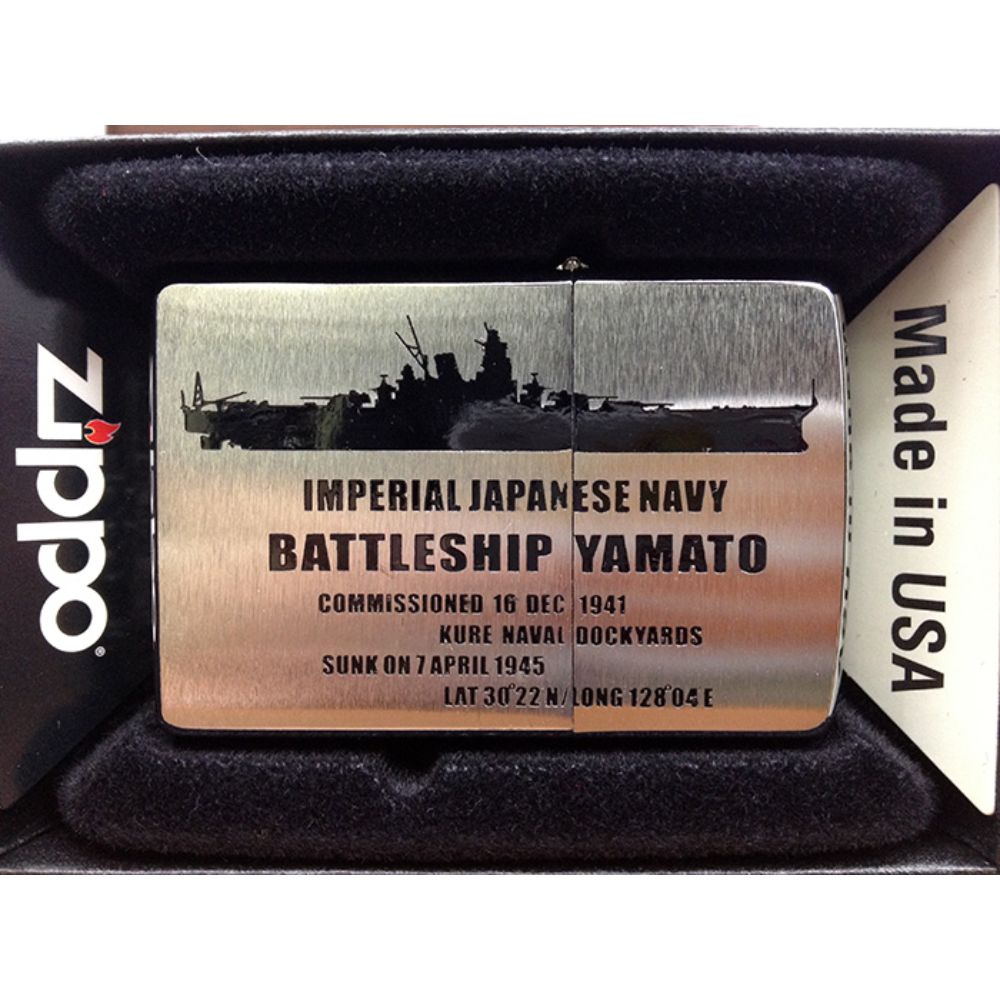 zippo
®
IMPERIAL JAPANESE NAVY
BATTLESHIP YAMATO
COMMISSIONED 16 DEC 1941
KURE NAVAL DOCKYARDS
SUNK ON 7 APRIL 1945
LAT 30°22 N/LONG 128°04 E
Made in USA